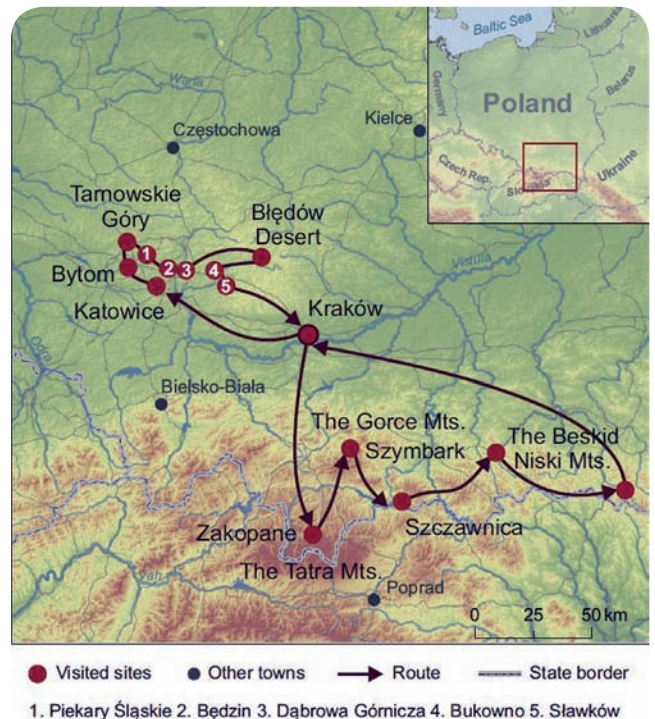 Baltic Sea
Lithuania
Germany
Poland
Belarus
Czech Rep.
Slovakia
Ukraine
Warta
Częstochowa
Kielce
Tarnowskie
Góry
Błędów
Desert
1
2
3
4
5
Bytom
Katowice
Vistula
Kraków
Odra
Bielsko-Biała
The Gorce Mts.
Szymbark
The Beskid
Niski Mts.
Szczawnica
Zakopane
The Tatra Mts.
Vah
Poprad
0 25 50 km
Visited sites Other towns Route State border
1. Piekary Śląskie 2. Będzin 3. Dąbrowa Górnicza 4. Bukowno 5. Sławków